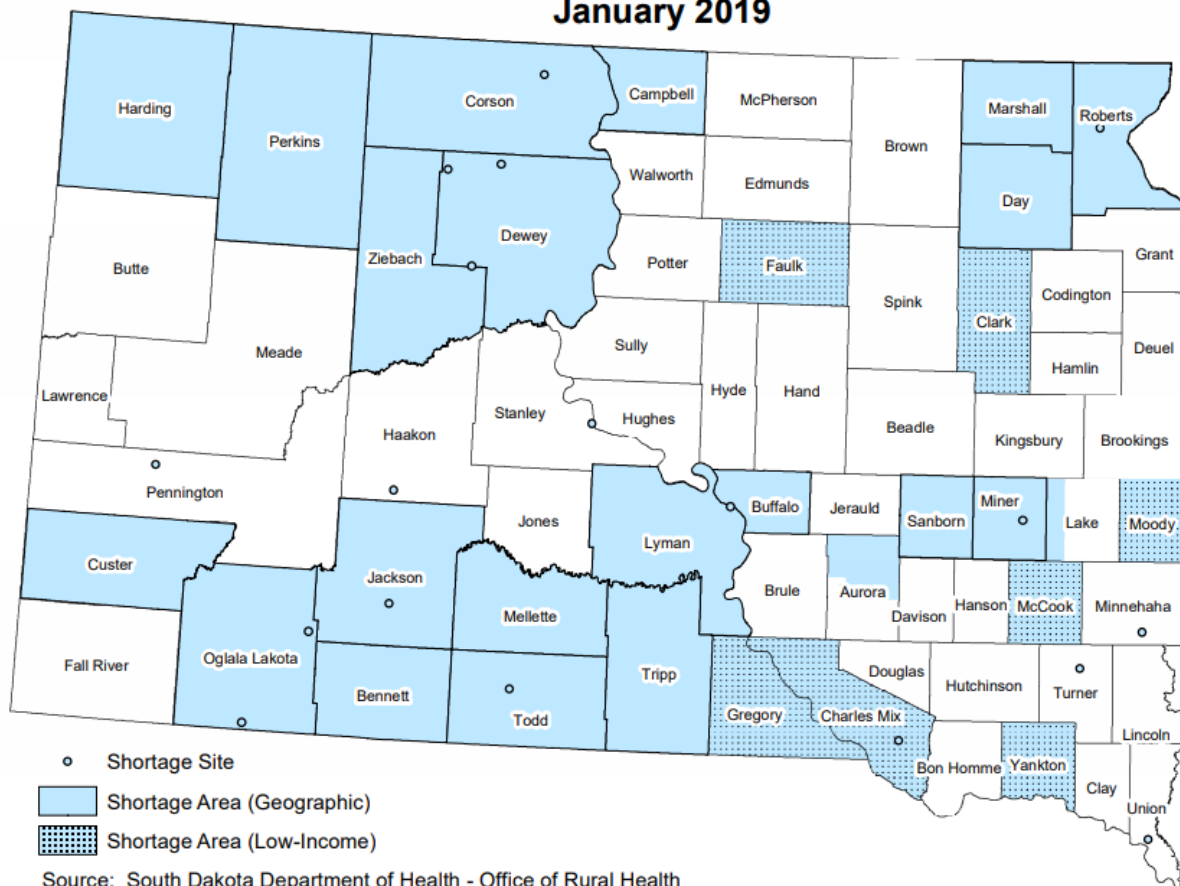 January 2019
Harding
Perkins
Corson
Campbell
McPherson
Brown
Marshall
Roberts
Walworth
Edmunds
Day
Dewey
Ziebach
Butte
Potter
Faulk
Grant
Spink
Codington
Clark
Meade
Sully
Deuel
Hamlin
Lawrence
Hyde
Hand
Stanley
Hughes
Haakon
Beadle
Kingsbury
Brookings
Pennington
Buffalo
Jerauld
Miner
Sanborn
Lake
Moody
Jones
Lyman
Custer
Jackson
Brule
Aurora
Davison
Hanson
McCook
Minnehaha
Mellette
Oglala Lakota
Fall River
Tripp
Douglas
Hutchinson
Turner
Bennett
Todd
Gregory
Charles Mix
Lincoln
Bon Homme
Yankton
Clay
Union
Shortage Site
Shortage Area (Geographic)
Shortage Area (Low-Income)
Source: South Dakota Department of Health - Office of Rural Health